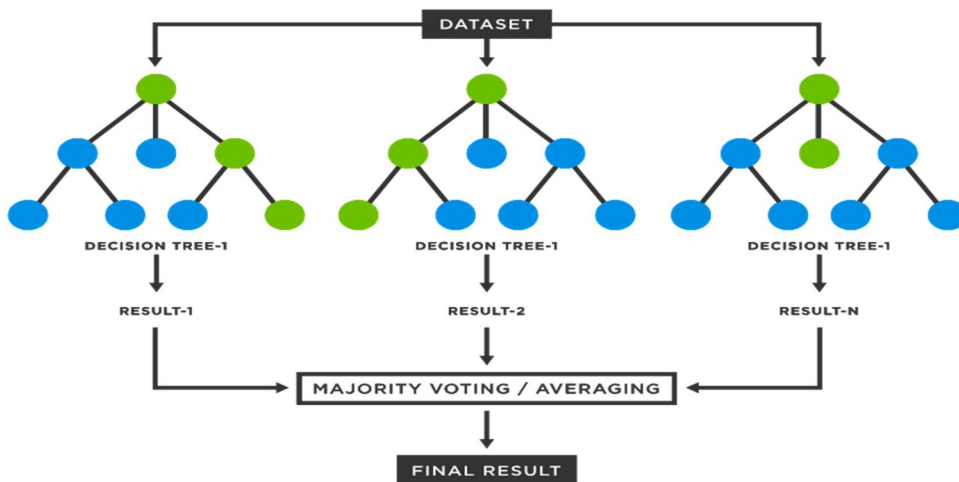 DATASET
DECISION TREE-1
DECISION TREE-1
DECISION TREE-1
RESULT-1
RESULT-2
RESULT-N
MAJORITY VOTING / AVERAGING
FINAL RESULT